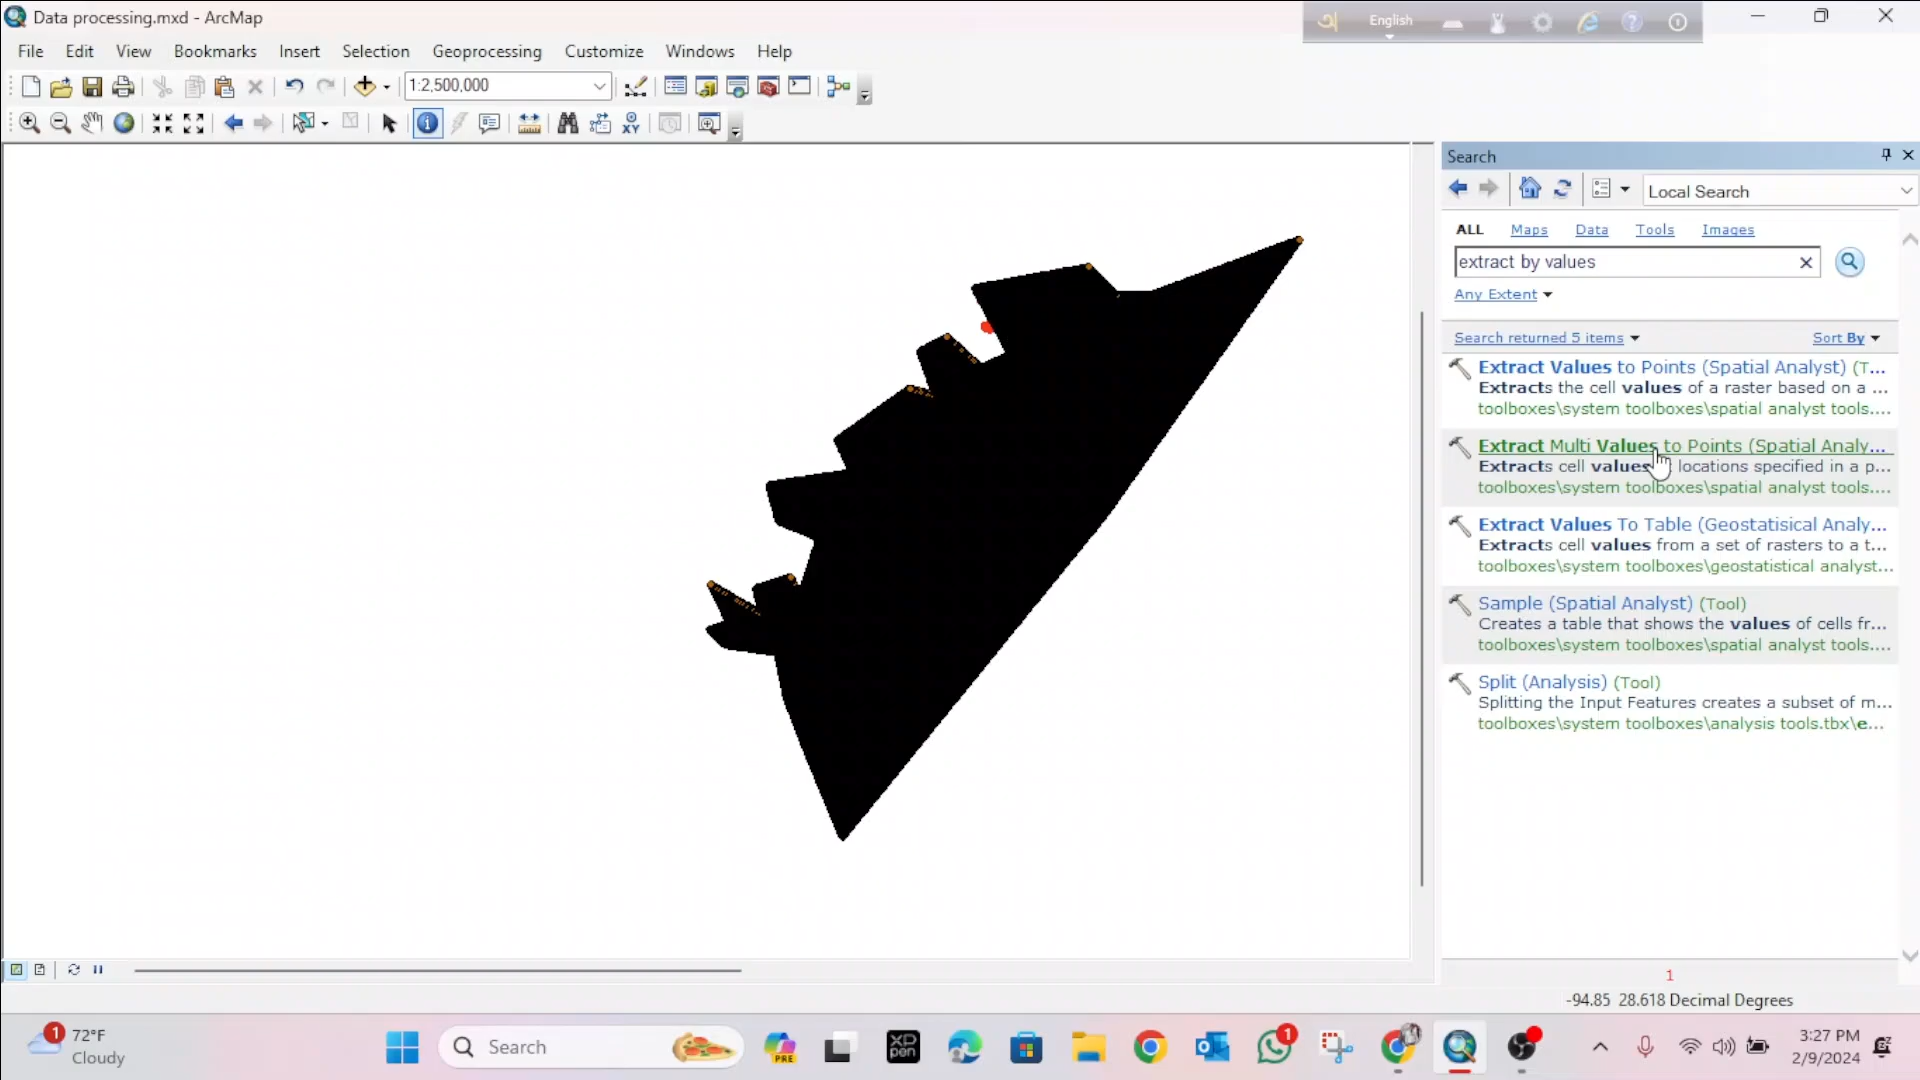 Data processing.mxd - ArcMap
English
File Edit View Bookmarks Insert Selection Geoprocessing Customize Windows Help
1:2,500,000
XY
Search
Local Search
ALL Maps Data Tools Images
extract by values
Any Extent
Search returned 5 items Sort By
Extract Values to Points (Spatial Analyst) (T...
Extracts the cell values of a raster based on a ...
toolboxes\system toolboxes\spatial analyst tools....
Extract Multi Values to Points (Spatial Analy...
Extracts cell values locations specified in a p...
toolboxes\system toolboxes\spatial analyst tools....
Extract Values To Table (Geostatisical Analy...
Extracts cell values from a set of rasters to a t...
toolboxes\system toolboxes\geostatistical analyst...
Sample (Spatial Analyst) (Tool)
Creates a table that shows the values of cells fr...
toolboxes\system toolboxes\spatial analyst tools....
Split (Analysis) (Tool)
Splitting the Input Features creates a subset of m...
toolboxes\system toolboxes\analysis tools.tbx\e...
1
-94.85 28.618 Decimal Degrees
1
72°F
Cloudy
Search
PRE
XP
pen
1
3:27 PM
2/9/2024